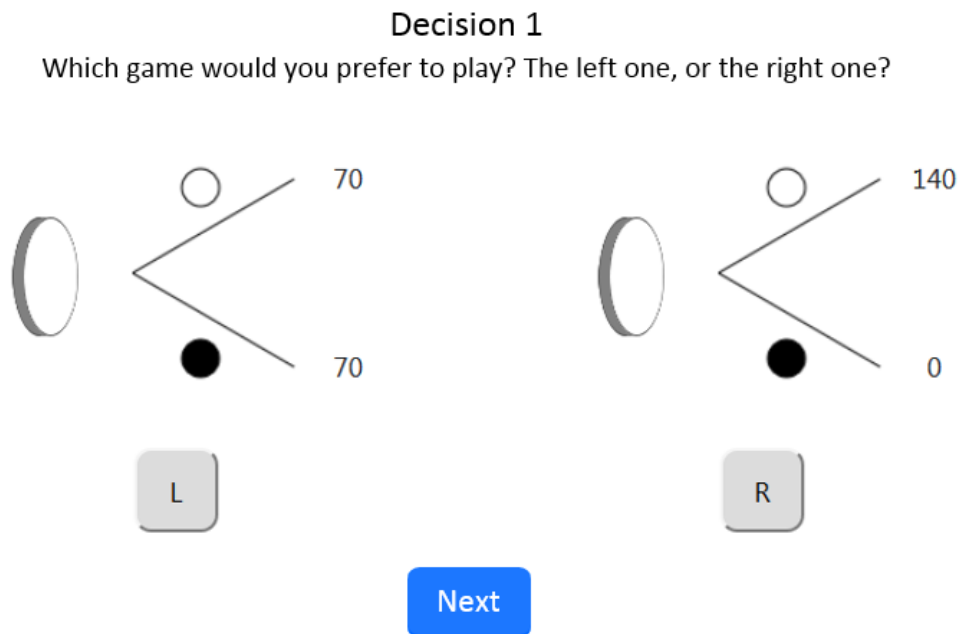 Decision 1
Which game would you prefer to play? The left one, or the right one?
70
140
70
0
L
R
Next